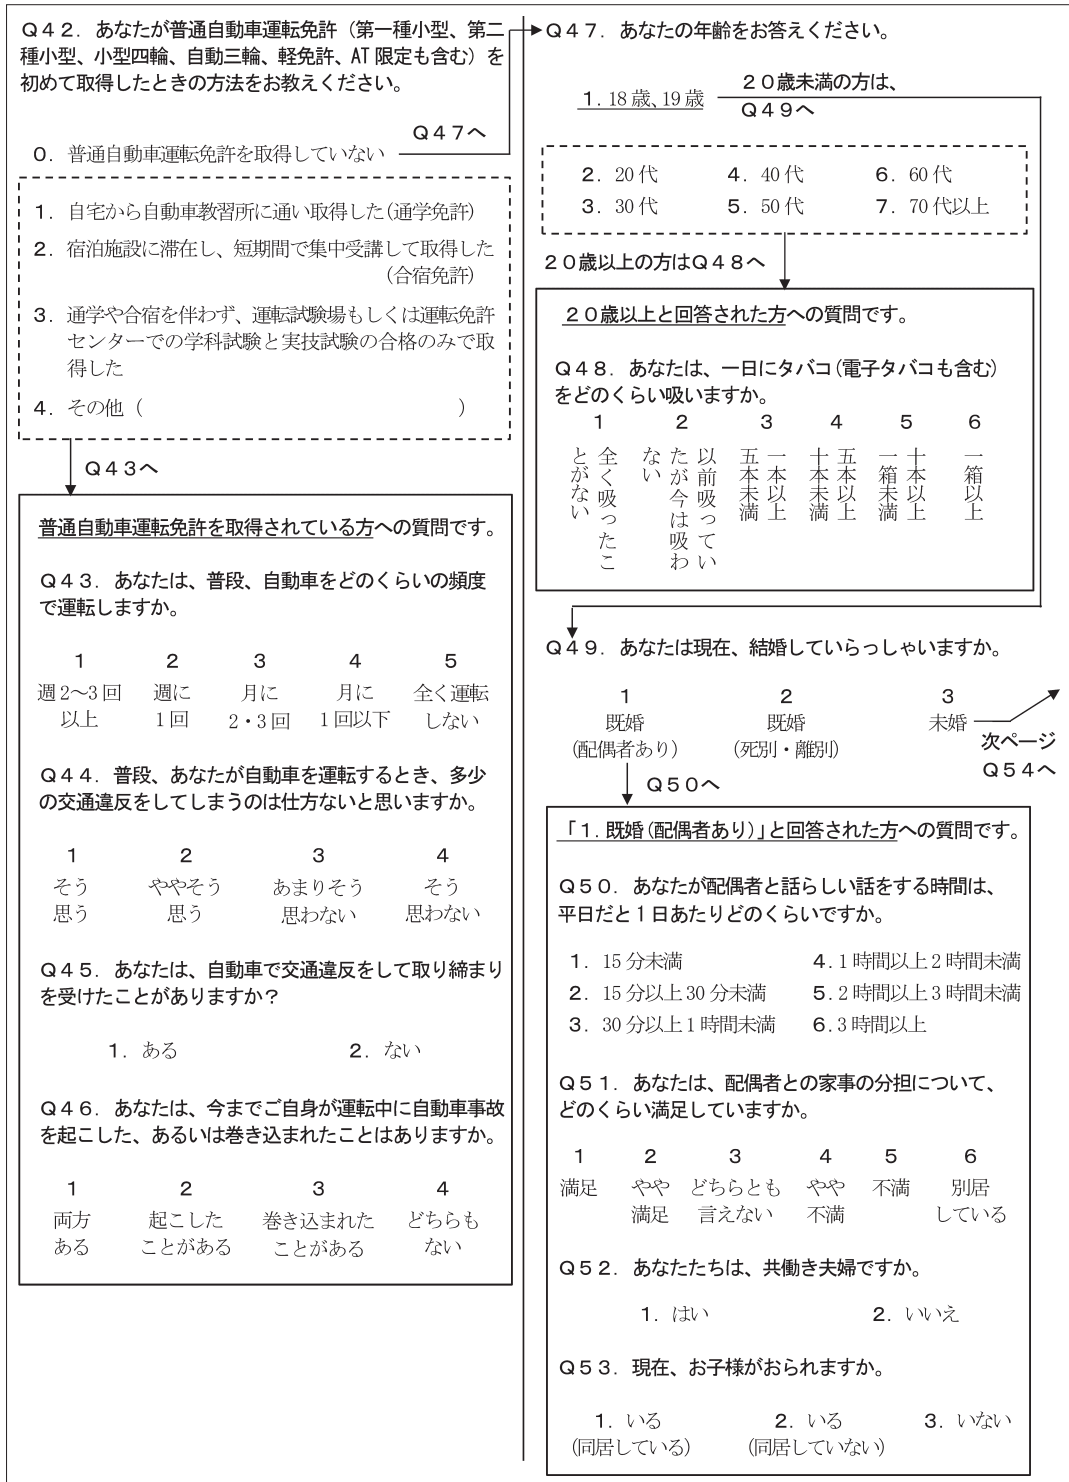 Q42．あなたが普通自動車運転免許（第一種小型、第二
種小型、小型四輪、自動三輪、軽免許、AT限定も含む）を
初めて取得したときの方法をお教えください。
Q47へ
0．普通自動車運転免許を取得していない
1．自宅から自動車教習所に通い取得した(通学免許)
2．宿泊施設に滞在し、短期間で集中受講して取得した
(合宿免許)
3．通学や合宿を伴わず、運転試験場もしくは運転免許
センターでの学科試験と実技試験の合格のみで取
得した
4．その他（　　　　　　　　　　）
Q43へ
普通自動車運転免許を取得されている方への質問です。
Q43．あなたは、普段、自動車をどのくらいの頻度
で運転しますか。
1　2　3　4　5
週2〜3回　週に　月に　月に　全く運転
以上　1回　2・3回　1回以下　しない
Q44．普段、あなたが自動車を運転するとき、多少
の交通違反をしてしまうのは仕方ないと思いますか。
1　2　3　4
そう　ややそう　あまりそう　そう
思う　思う　思わない　思わない
Q45．あなたは、自動車で交通違反をして取り締まり
を受けたことがありますか？
1．ある　2．ない
Q46．あなたは、今までご自身が運転中に自動車事故
を起こした、あるいは巻き込まれたことはありますか。
1　2　3　4
両方　起こした　巻き込まれた　どちらも
ある　ことがある　ことがある　ない
Q47．あなたの年齢をお答えください。
1．18歳、19歳
20歳未満の方は、
Q49へ
2．20代　4．40代　6．60代
3．30代　5．50代　7．70代以上
20歳以上の方はQ48へ
20歳以上と回答された方への質問です。
Q48．あなたは、一日にタバコ(電子タバコも含む)
をどのくらい吸いますか。
1　2　3　4　5　6
全く吸ったこ
とがない
以前吸ってい
たが今は吸わ
ない
一本以上
五本未満
五本以上
十本未満
十本以上
一箱未満
一箱以上
Q49．あなたは現在、結婚していらっしゃいますか。
1　2　3
既婚　既婚　未婚
(配偶者あり)　(死別・離別)
次ページ
Q54へ
Q50へ
「1．既婚(配偶者あり)」と回答された方への質問です。
Q50．あなたが配偶者と話らしい話をする時間は、
平日だと1日あたりどのくらいですか。
1．15分未満　4．1時間以上2時間未満
2．15分以上30分未満　5．2時間以上3時間未満
3．30分以上1時間未満　6．3時間以上
Q51．あなたは、配偶者との家事の分担について、
どのくらい満足していますか。
1　2　3　4　5　6
満足　やや　どちらとも　やや　不満　別居
満足　言えない　不満　している
Q52．あなたたちは、共働き夫婦ですか。
1．はい　2．いいえ
Q53．現在、お子様がおられますか。
1．いる　2．いる　3．いない
(同居している)　(同居していない)